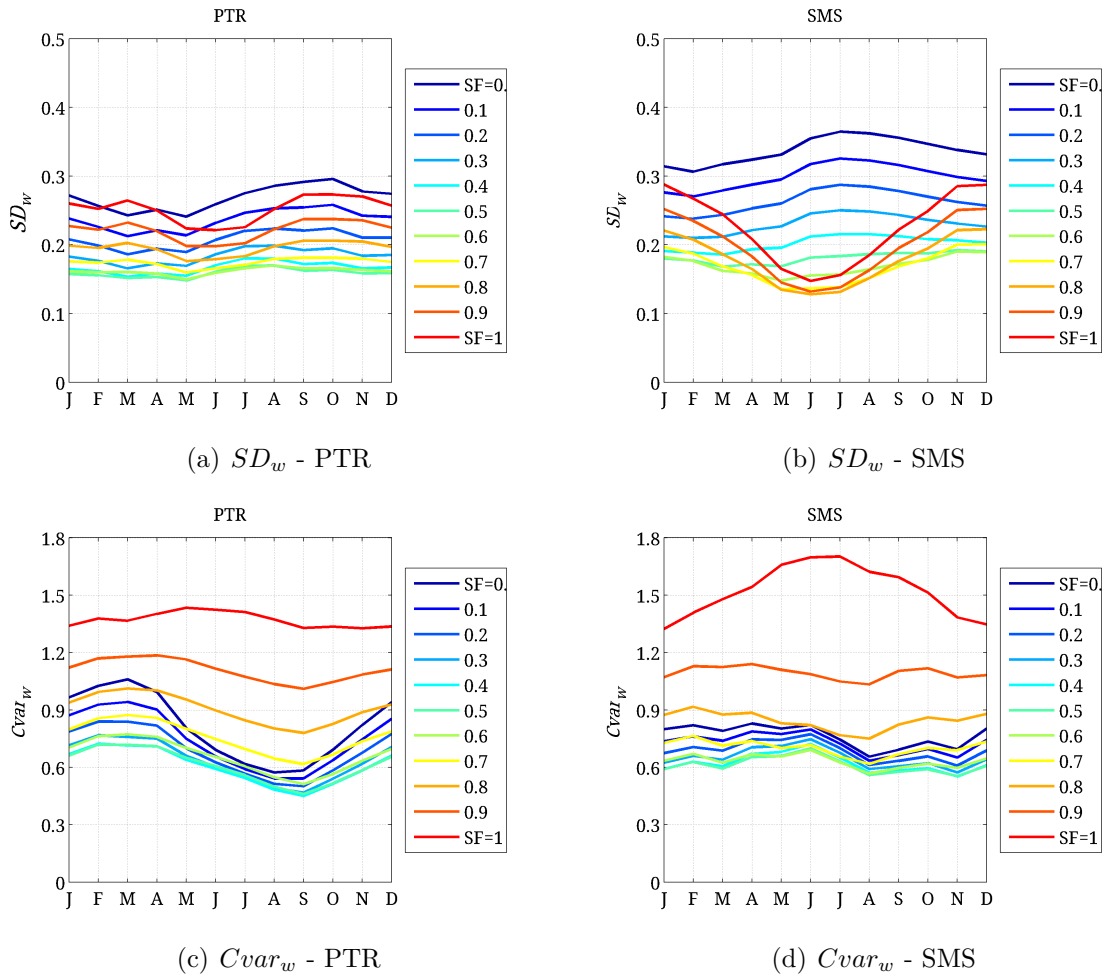 PTR
0.5
0.4
0.3
0.2
0.1
0
SD_w
J F M A M J J A S O N D
SF=0.
0.1
0.2
0.3
0.4
0.5
0.6
0.7
0.8
0.9
SF=1
(a) SD_w - PTR
SMS
0.5
0.4
0.3
0.2
0.1
0
SD_w
J F M A M J J A S O N D
SF=0.
0.1
0.2
0.3
0.4
0.5
0.6
0.7
0.8
0.9
SF=1
(b) SD_w - SMS
PTR
1.8
1.5
1.2
0.9
0.6
0.3
0
Cvar_w
J F M A M J J A S O N D
SF=0.
0.1
0.2
0.3
0.4
0.5
0.6
0.7
0.8
0.9
SF=1
(c) Cvar_w - PTR
SMS
1.8
1.5
1.2
0.9
0.6
0.3
0
Cvar_w
J F M A M J J A S O N D
SF=0.
0.1
0.2
0.3
0.4
0.5
0.6
0.7
0.8
0.9
SF=1
(d) Cvar_w - SMS